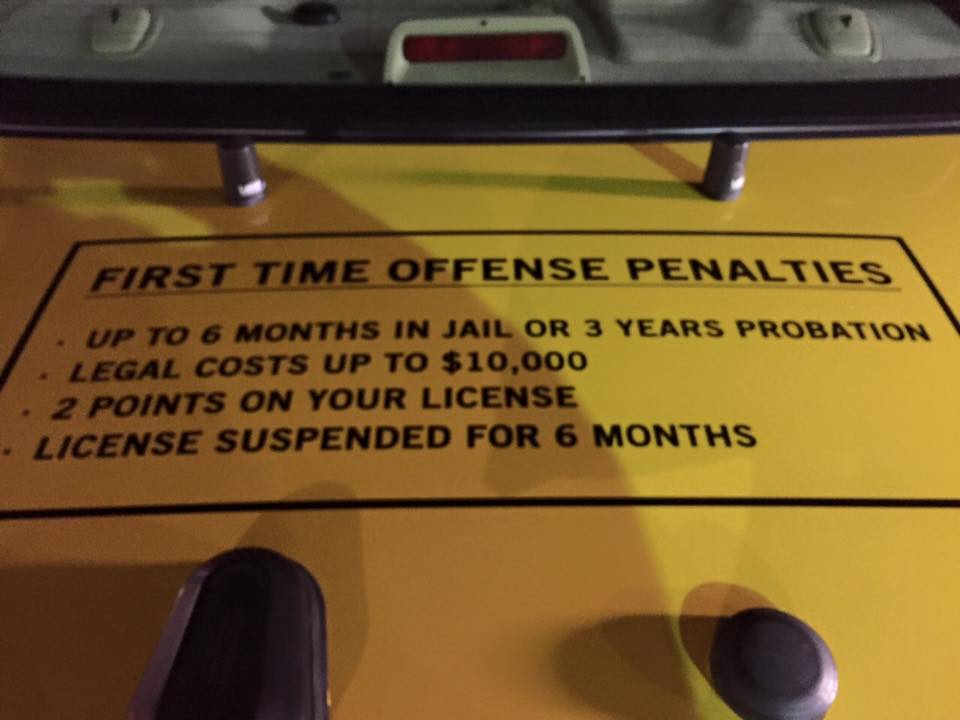 FIRST TIME OFFENSE PENALTIES
· UP TO 6 MONTHS IN JAIL OR 3 YEARS PROBATION
· LEGAL COSTS UP TO $10,000
· 2 POINTS ON YOUR LICENSE
· LICENSE SUSPENDED FOR 6 MONTHS